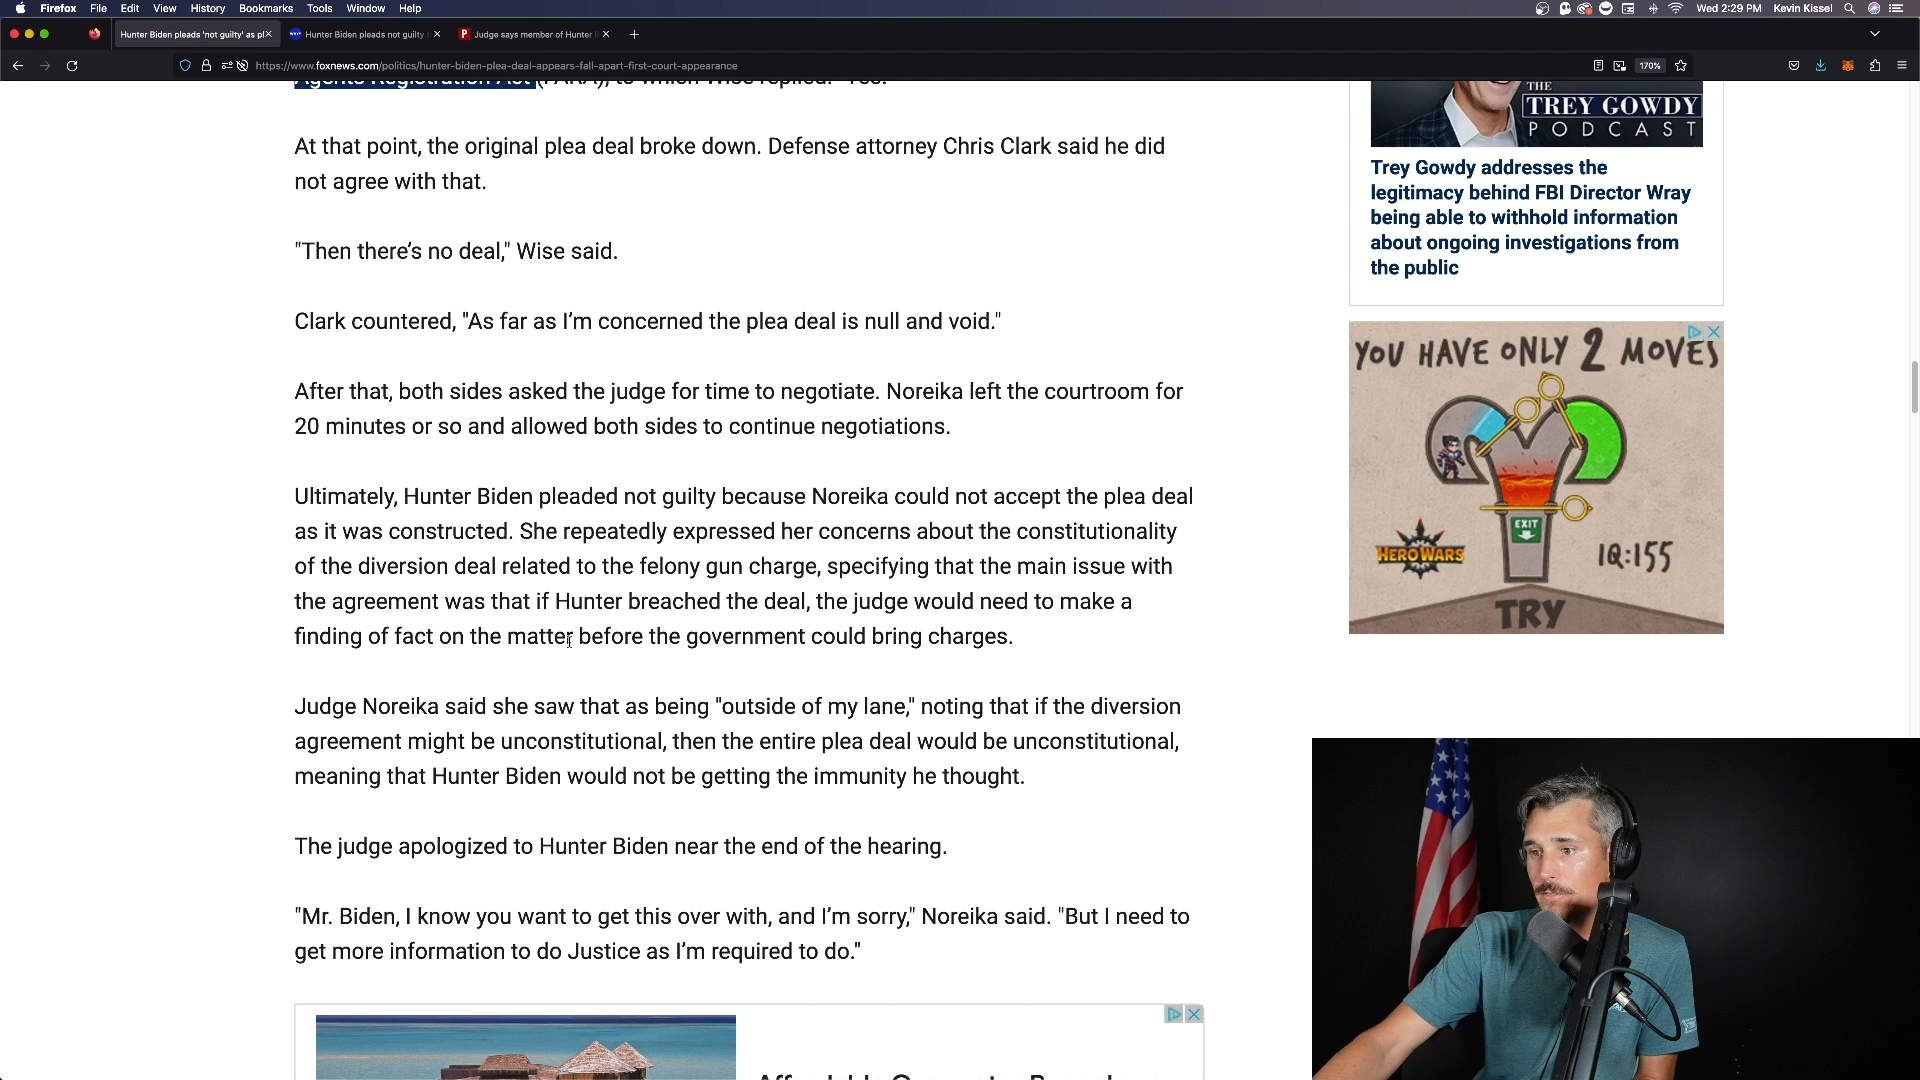 Firefox File Edit View History Bookmarks Tools Window Help
Wed 2:29 PM Kevin Kissel
Hunter Biden pleads 'not guilty' as pl
Hunter Biden pleads not guilty
Judge says member of Hunter
https://www.foxnews.com/politics/hunter-biden-plea-deal-appears-fall-apart-first-court-appearance
170%
Agents Registration Act (FARA), to which Wise replied: "Yes."
At that point, the original plea deal broke down. Defense attorney Chris Clark said he did
not agree with that.
"Then there's no deal," Wise said.
Clark countered, "As far as I'm concerned the plea deal is null and void."
After that, both sides asked the judge for time to negotiate. Noreika left the courtroom for
20 minutes or so and allowed both sides to continue negotiations.
Ultimately, Hunter Biden pleaded not guilty because Noreika could not accept the plea deal
as it was constructed. She repeatedly expressed her concerns about the constitutionality
of the diversion deal related to the felony gun charge, specifying that the main issue with
the agreement was that if Hunter breached the deal, the judge would need to make a
finding of fact on the matter before the government could bring charges.
Judge Noreika said she saw that as being "outside of my lane," noting that if the diversion
agreement might be unconstitutional, then the entire plea deal would be unconstitutional,
meaning that Hunter Biden would not be getting the immunity he thought.
The judge apologized to Hunter Biden near the end of the hearing.
"Mr. Biden, I know you want to get this over with, and I'm sorry," Noreika said. "But I need to
get more information to do Justice as I'm required to do."
THE
TREY GOWDY
PODCAST
Trey Gowdy addresses the
legitimacy behind FBI Director Wray
being able to withhold information
about ongoing investigations from
the public
YOU HAVE ONLY 2 MOVES
EXIT
HERO WARS
IQ:155
TRY